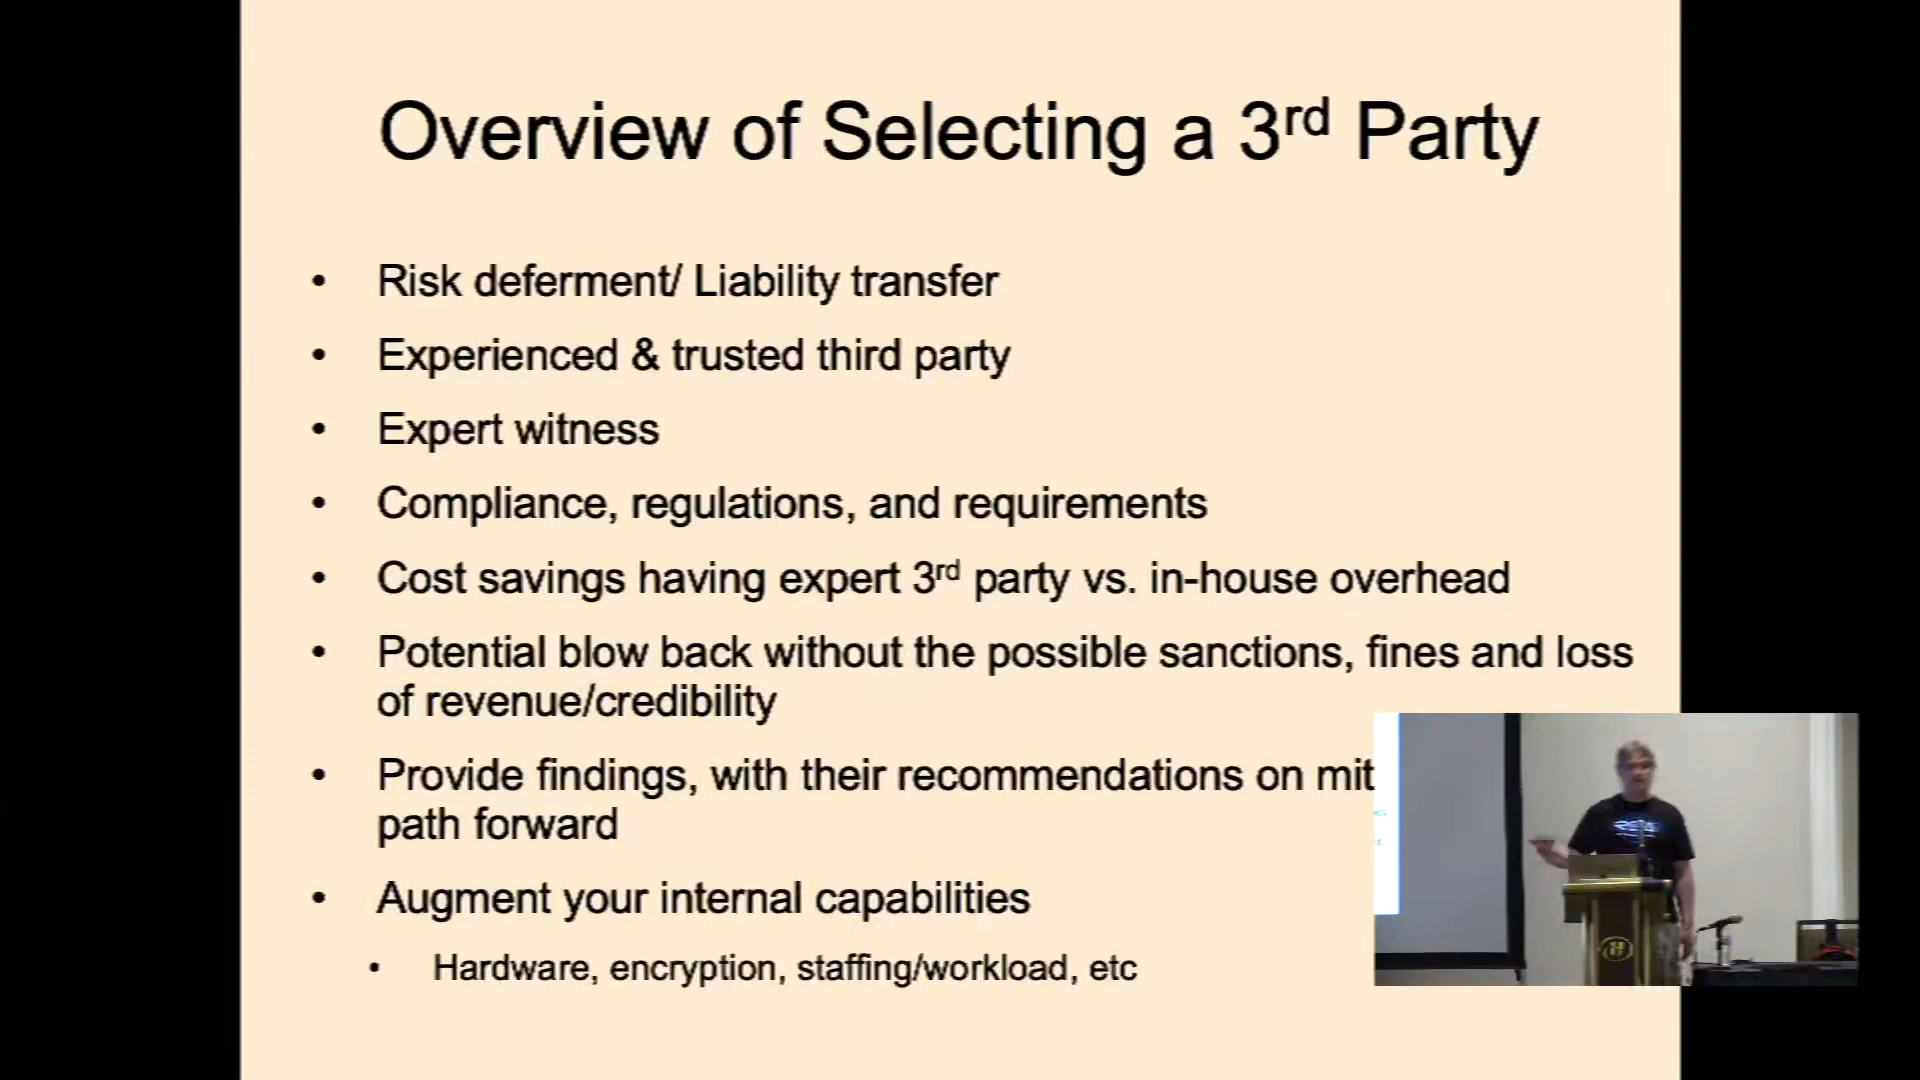 Overview of Selecting a 3rd Party
• Risk deferment/ Liability transfer
• Experienced & trusted third party
• Expert witness
• Compliance, regulations, and requirements
• Cost savings having expert 3rd party vs. in-house overhead
• Potential blow back without the possible sanctions, fines and loss
of revenue/credibility
• Provide findings, with their recommendations on
path forward
• Augment your internal capabilities
• Hardware, encryption, staffing/workload, etc